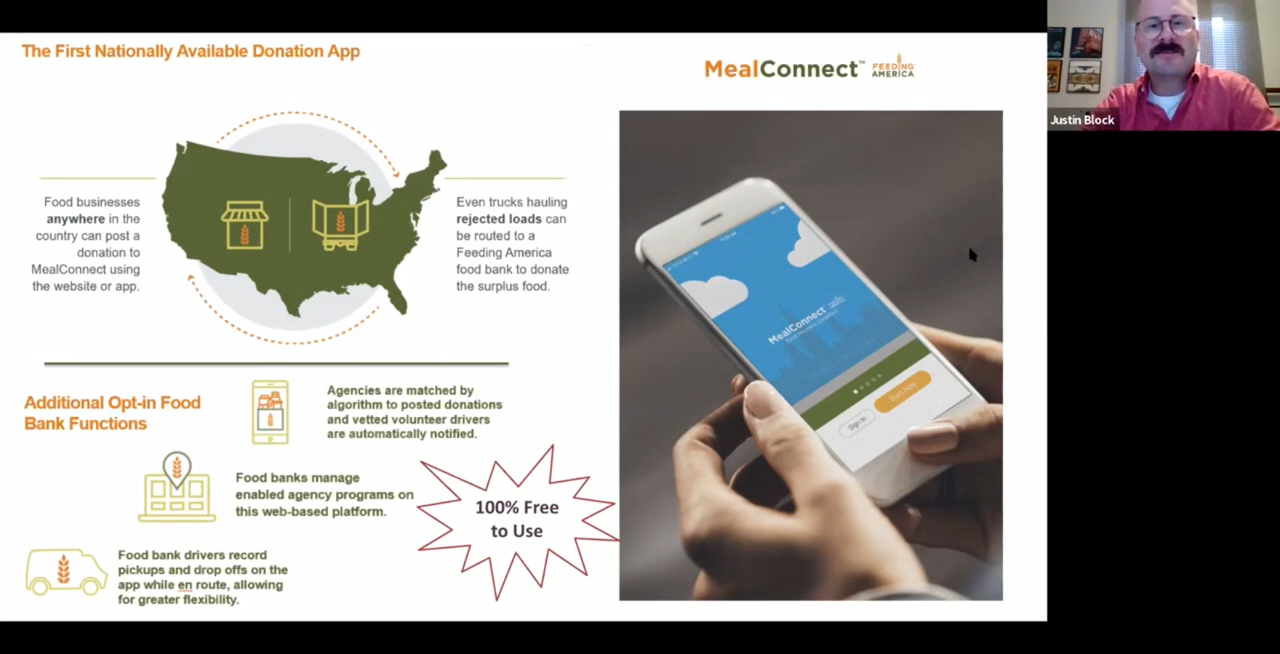 The First Nationally Available Donation App
MealConnect™ FEEDING AMERICA
Justin Block
Food businesses
anywhere in the
country can post a
donation to
MealConnect using
the website or app.
Even trucks hauling
rejected loads can
be routed to a
Feeding America
food bank to donate
the surplus food.
MealConnect
Start Now
Sign In
Additional Opt-in Food
Bank Functions
Agencies are matched by
algorithm to posted donations
and vetted volunteer drivers
are automatically notified.
Food banks manage
enabled agency programs on
this web-based platform.
100% Free
to Use
Food bank drivers record
pickups and drop offs on the
app while en route, allowing
for greater flexibility.